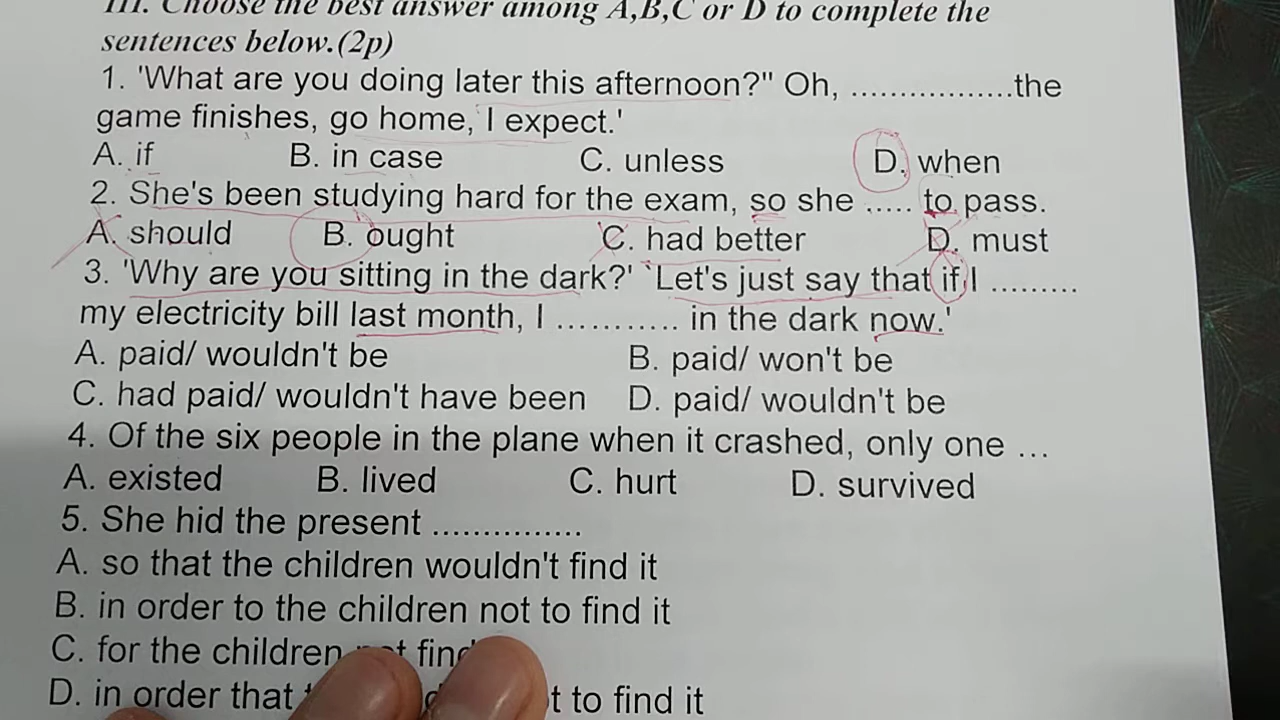 III. Choose the best answer among A,B,C or D to complete the
sentences below.(2p)
1. 'What are you doing later this afternoon?" Oh, .................the
game finishes, go home, I expect.'
A. if B. in case C. unless D. when
2. She's been studying hard for the exam, so she ..... to pass.
A. should B. ought C. had better D. must
3. 'Why are you sitting in the dark?' `Let's just say that if I .........
my electricity bill last month, I ............ in the dark now.'
A. paid/ wouldn't be B. paid/ won't be
C. had paid/ wouldn't have been D. paid/ wouldn't be
4. Of the six people in the plane when it crashed, only one ...
A. existed B. lived C. hurt D. survived
5. She hid the present ...............
A. so that the children wouldn't find it
B. in order to the children not to find it
C. for the children
D. in order that to find it